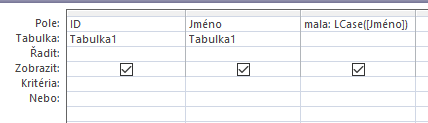 Pole: ID Jméno mala: LCase([Jméno])
Tabulka: Tabulka1 Tabulka1
Řadit:
Zobrazit:
Kritéria:
Nebo: